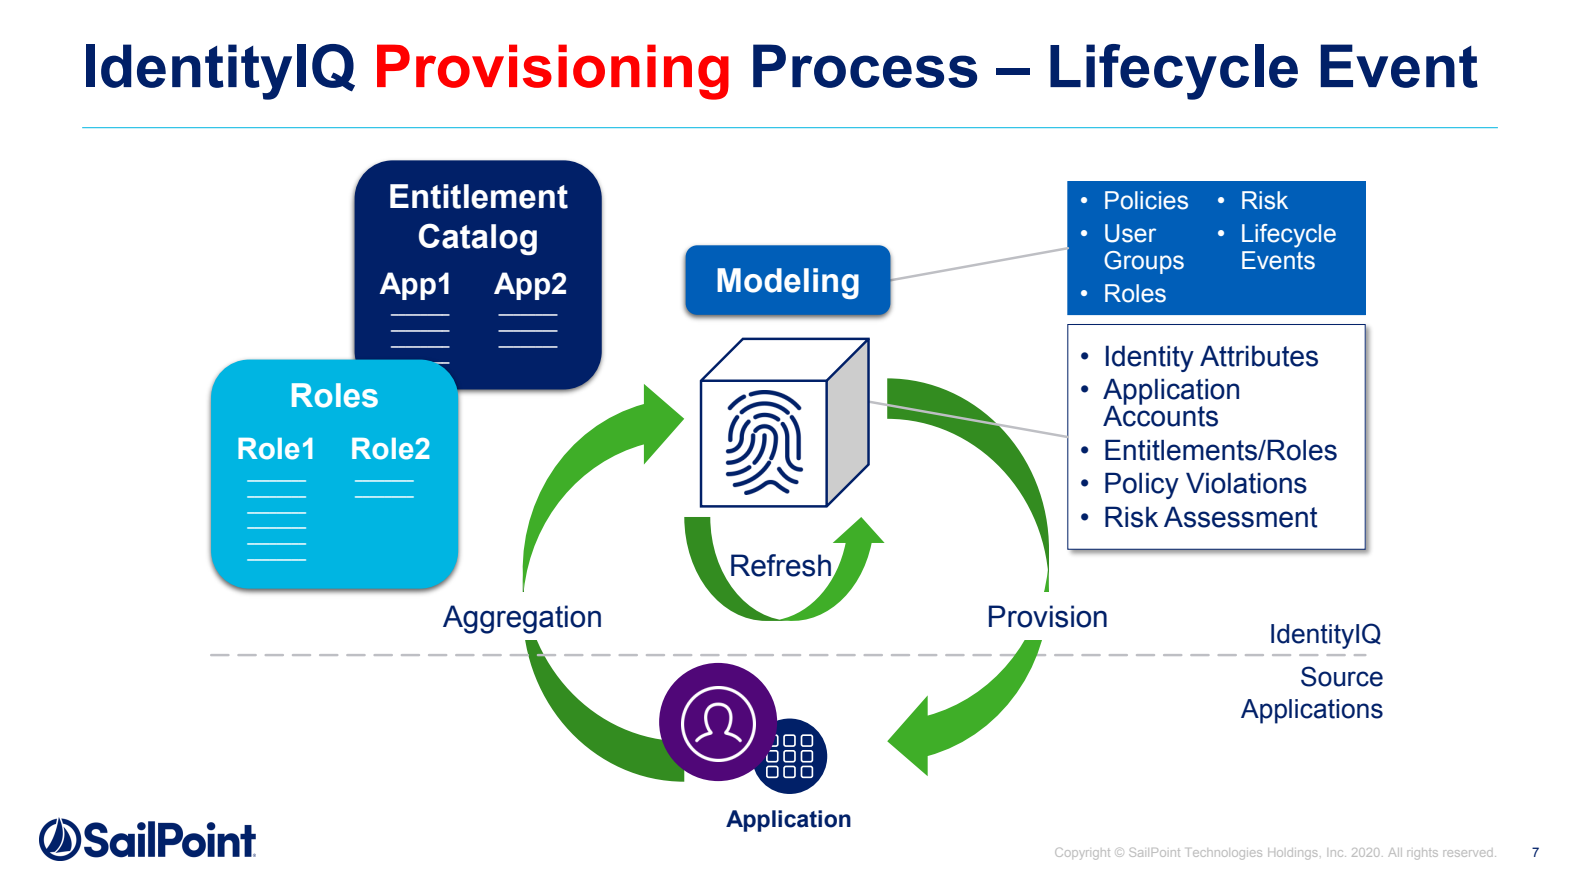 IdentityIQ Provisioning Process – Lifecycle Event
Entitlement
Catalog
App1 App2
Roles
Role1 Role2
Modeling
• Policies
• User
Groups
• Roles
• Risk
• Lifecycle
Events
• Identity Attributes
• Application
Accounts
• Entitlements/Roles
• Policy Violations
• Risk Assessment
Refresh
Aggregation
Provision
IdentityIQ
Source
Applications
Application
SailPoint
Copyright © SailPoint Technologies Holdings, Inc. 2020. All rights reserved.
7